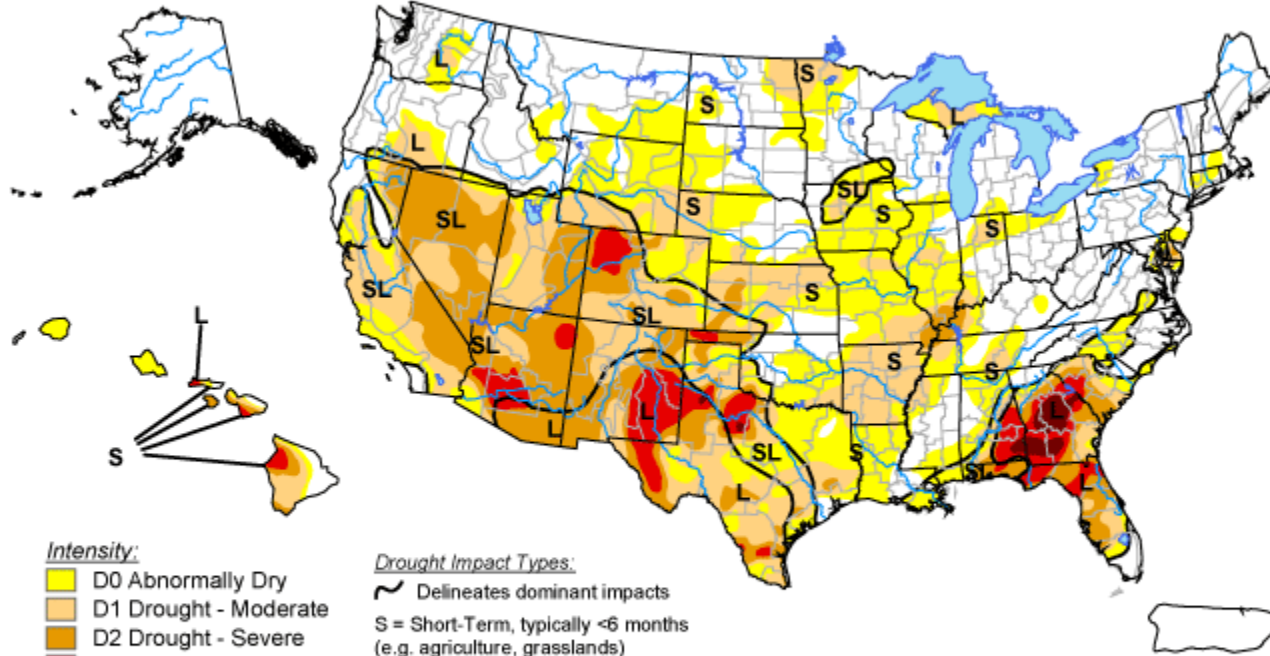 L
S
S
L
S
L
SL
S
SL
S
S
L
SL
SL
S
L
SL
SL
S
S
L
L
L
SL
S
SL
L
S
L
Intensity:
D0 Abnormally Dry
D1 Drought - Moderate
D2 Drought - Severe
Drought Impact Types:
Delineates dominant impacts
S = Short-Term, typically <6 months
(e.g. agriculture, grasslands)